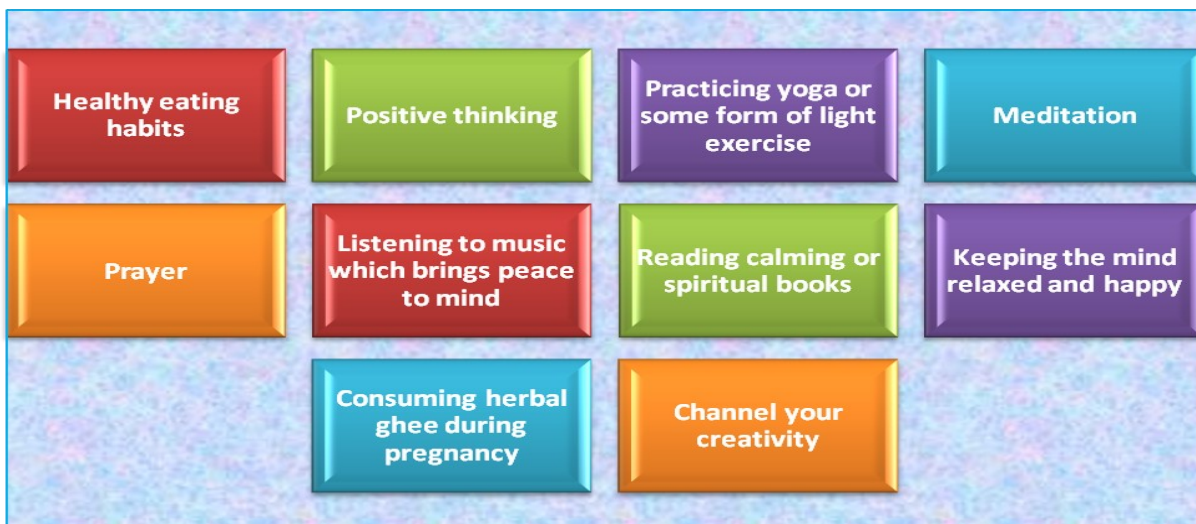 Healthy eating
habits
Positive thinking
Practicing yoga or
some form of light
exercise
Meditation
Prayer
Listening to music
which brings peace
to mind
Reading calming or
spiritual books
Keeping the mind
relaxed and happy
Consuming herbal
ghee during
pregnancy
Channel your
creativity